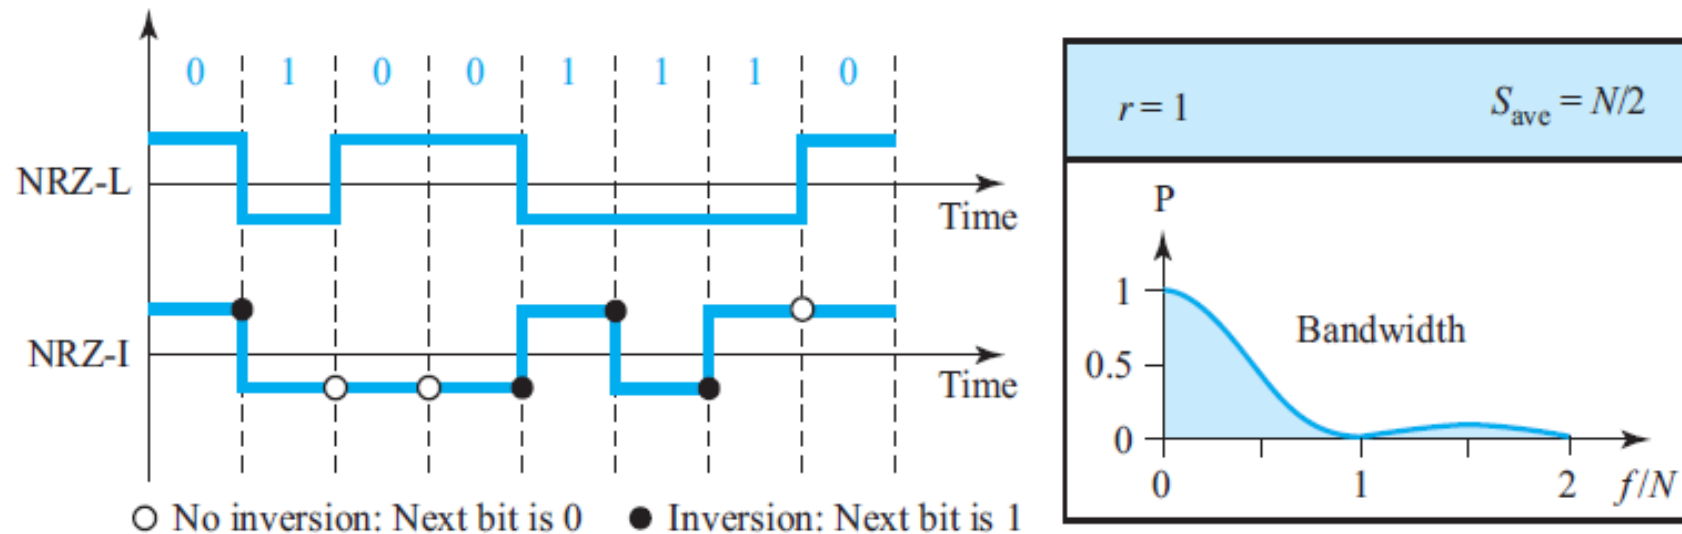 0 1 0 0 1 1 1 0
NRZ-L
Time
NRZ-I
Time
No inversion: Next bit is 0
Inversion: Next bit is 1
r = 1
S_ave = N/2
P
1
Bandwidth
0.5
0
0 1 2 f/N